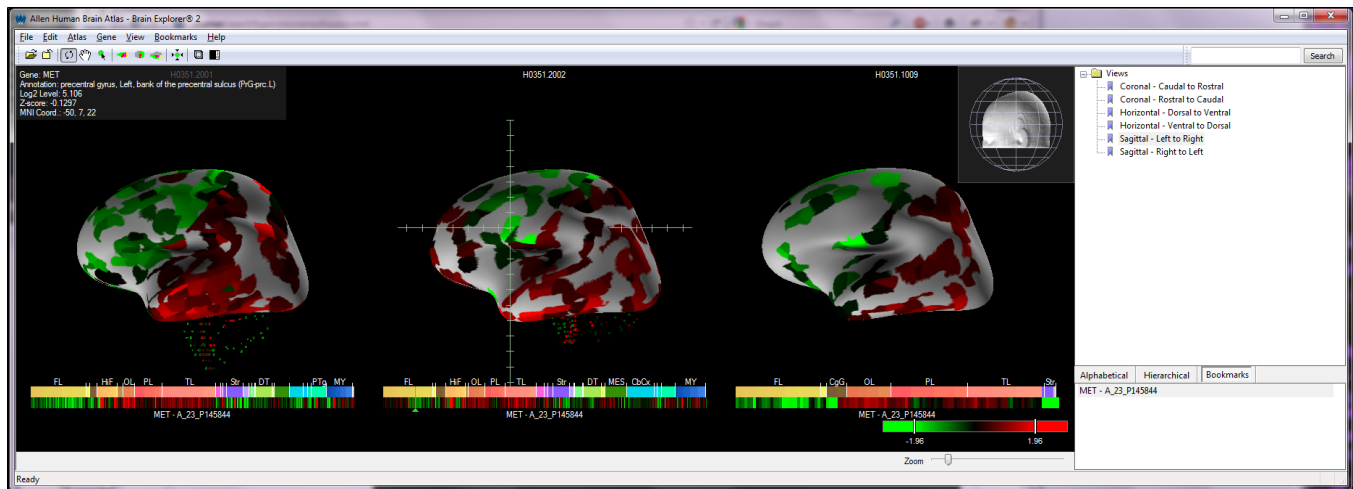 Allen Human Brain Atlas - Brain Explorer® 2
File Edit Atlas Gene View Bookmarks Help
Search
Gene: MET
H0351.2001
H0351.2002
H0351.1009
Annotation: precentral gyrus, Left, bank of the precentral sulcus (PrG-prc.L)
Log2 Level: 5.106
Z-score: -0.1297
MNI Coord.: -50, 7, 22
Views
Coronal - Caudal to Rostral
Coronal - Rostral to Caudal
Horizontal - Dorsal to Ventral
Horizontal - Ventral to Dorsal
Sagittal - Left to Right
Sagittal - Right to Left
FL HiF OL PL TL Str DT PTg MY
FL HiF OL PL TL Str DT MES CbCx MY
FL CgG OL PL TL Str
MET - A_23_P145844
MET - A_23_P145844
MET - A_23_P145844
-1.96 1.96
Alphabetical Hierarchical Bookmarks
MET - A_23_P145844
Zoom
Ready